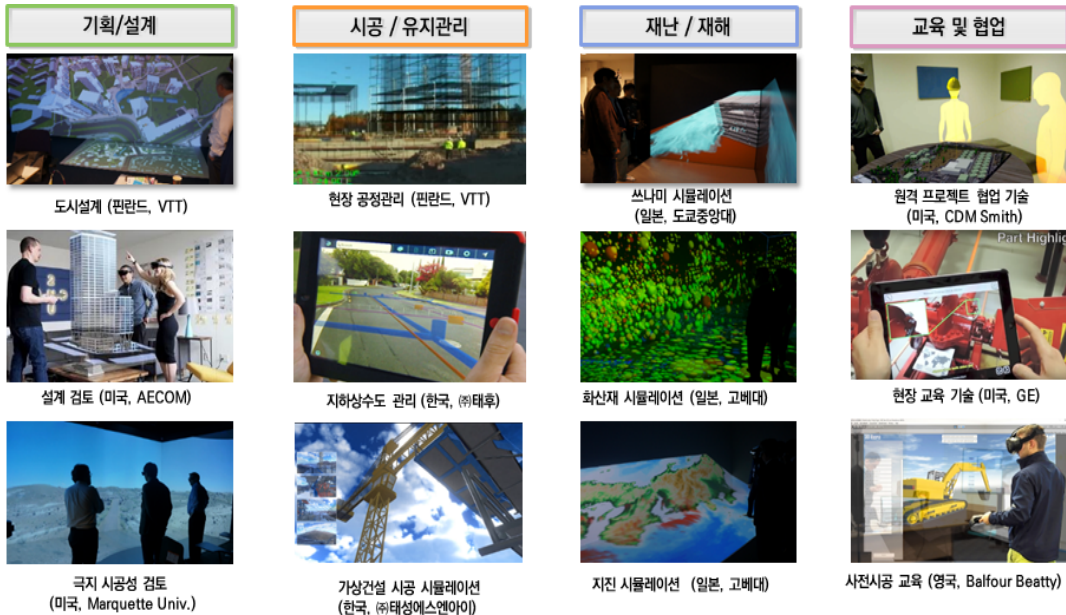 기획/설계
시공 / 유지관리
재난 / 재해
교육 및 협업
도시설계 (핀란드, VTT)
현장 공정관리 (핀란드, VTT)
쓰나미 시뮬레이션
(일본, 도쿄중앙대)
원격 프로젝트 협업 기술
(미국, CDM Smith)
Part Highlig
설계 검토 (미국, AECOM)
지하상수도 관리 (한국, ㈜태후)
화산재 시뮬레이션 (일본, 고베대)
현장 교육 기술 (미국, GE)
극지 시공성 검토
(미국, Marquette Univ.)
가상건설 시공 시뮬레이션
(한국, ㈜태성에스엔아이)
지진 시뮬레이션 (일본, 고베대)
사전시공 교육 (영국, Balfour Beatty)